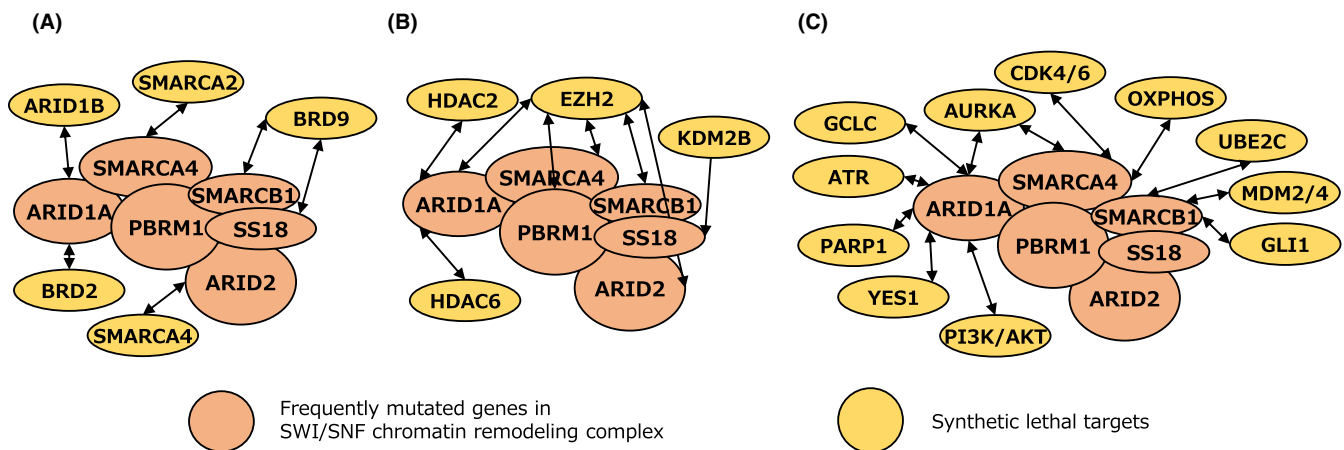 (A)
SMARCA2
ARID1B
BRD9
SMARCA4
SMARCB1
ARID1A
PBRM1
SS18
BRD2
ARID2
SMARCA4
(B)
HDAC2
EZH2
KDM2B
SMARCA4
ARID1A
SMARCB1
PBRM1
SS18
HDAC6
ARID2
(C)
CDK4/6
OXPHOS
AURKA
GCLC
UBE2C
ATR
SMARCA4
MDM2/4
ARID1A
SMARCB1
PARP1
PBRM1
SS18
GLI1
YES1
ARID2
PI3K/AKT
Frequently mutated genes in
SWI/SNF chromatin remodeling complex
Synthetic lethal targets